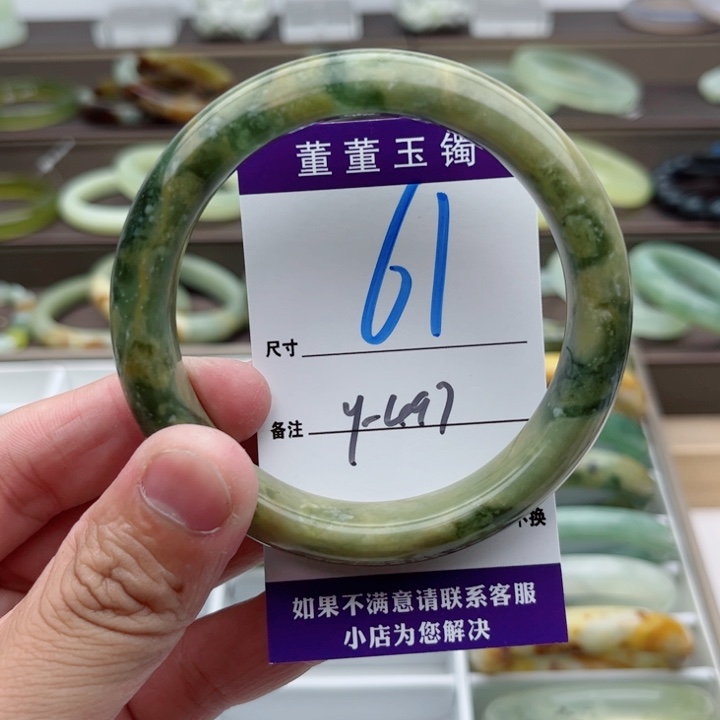 董董玉镯
61
尺寸
y-497
备注
不换
如果不满意请联系客服
小店为您解决